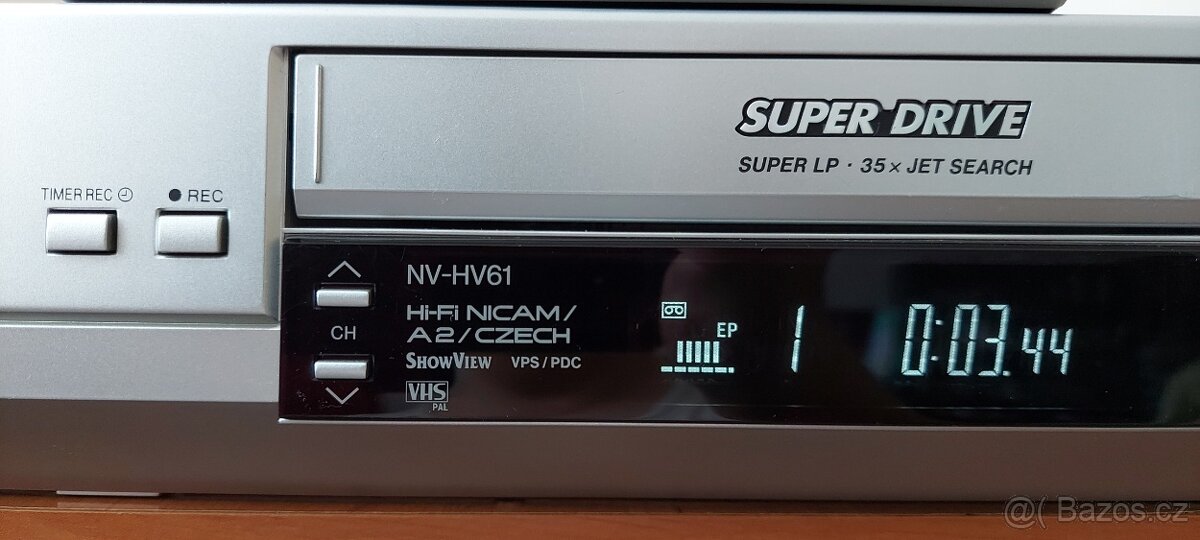 SUPER DRIVE
SUPER LP · 35x JET SEARCH
TIMER REC
REC
NV-HV61
Hi-Fi NICAM/
A2/CZECH
CH
SHOWVIEW VPS/PDC
VHS
PAL
EP
1 0:03.44
@( Bazos.cz